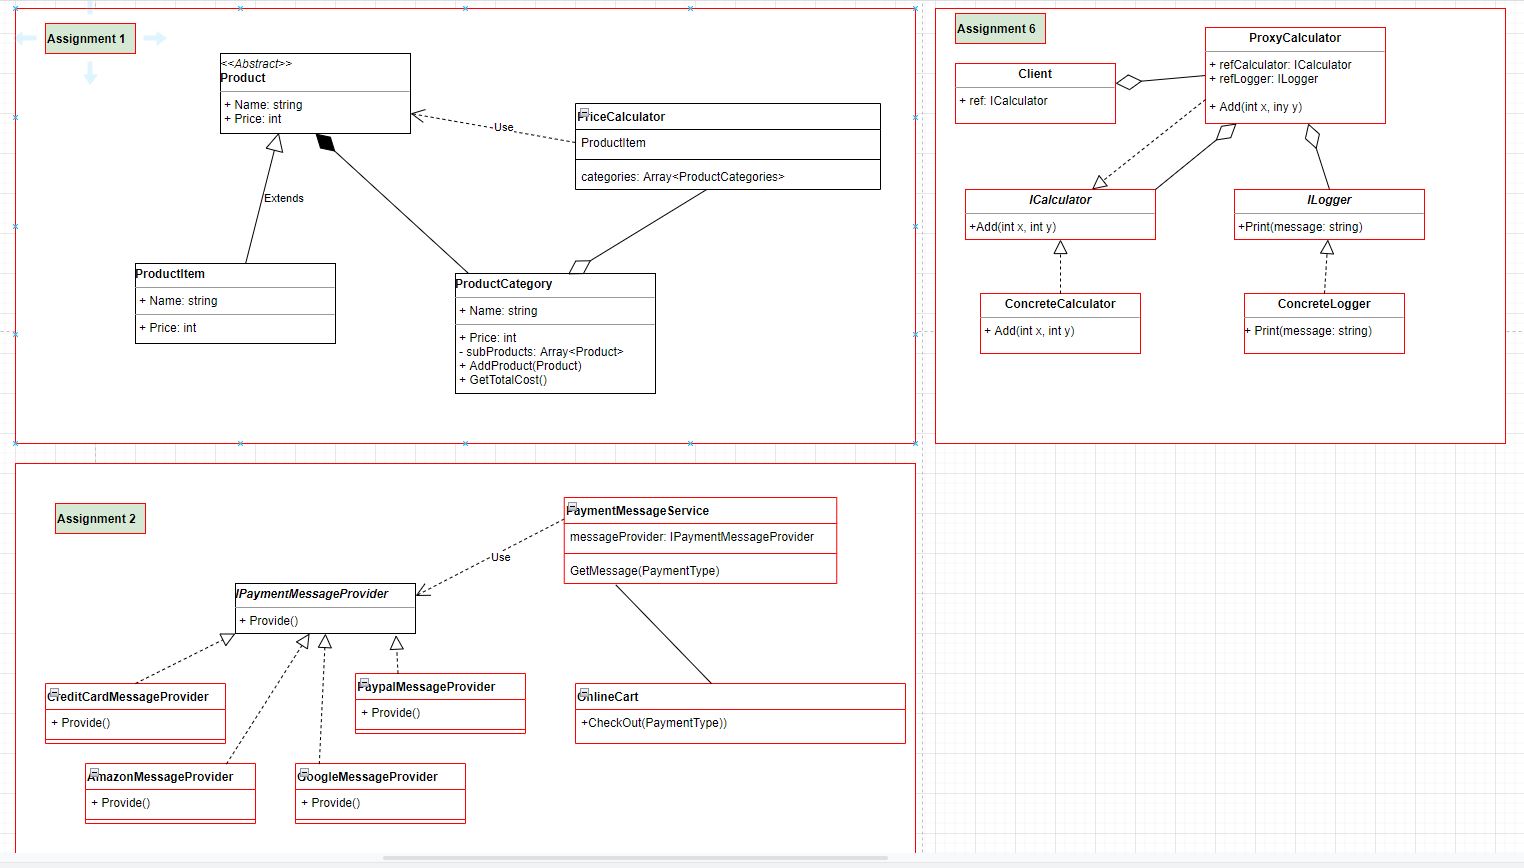 Assignment 1
<<Abstract>>
Product
+ Name: string
+ Price: int
Use
PriceCalculator
ProductItem
categories: Array<ProductCategories>
Extends
ProductItem
+ Name: string
+ Price: int
ProductCategory
+ Name: string
+ Price: int
- subProducts: Array<Product>
+ AddProduct(Product)
+ GetTotalCost()
Assignment 6
ProxyCalculator
+ refCalculator: ICalculator
+ refLogger: ILogger
+ Add(int x, iny y)
Client
+ ref: ICalculator
ICalculator
+Add(int x, int y)
ILogger
+Print(message: string)
ConcreteCalculator
+ Add(int x, int y)
ConcreteLogger
+ Print(message: string)
Assignment 2
PaymentMessageService
messageProvider: IPaymentMessageProvider
GetMessage(PaymentType)
Use
IPaymentMessageProvider
+ Provide()
CreditCardMessageProvider
+ Provide()
PaypalMessageProvider
+ Provide()
OnlineCart
+CheckOut(PaymentType))
AmazonMessageProvider
+ Provide()
GoogleMessageProvider
+ Provide()